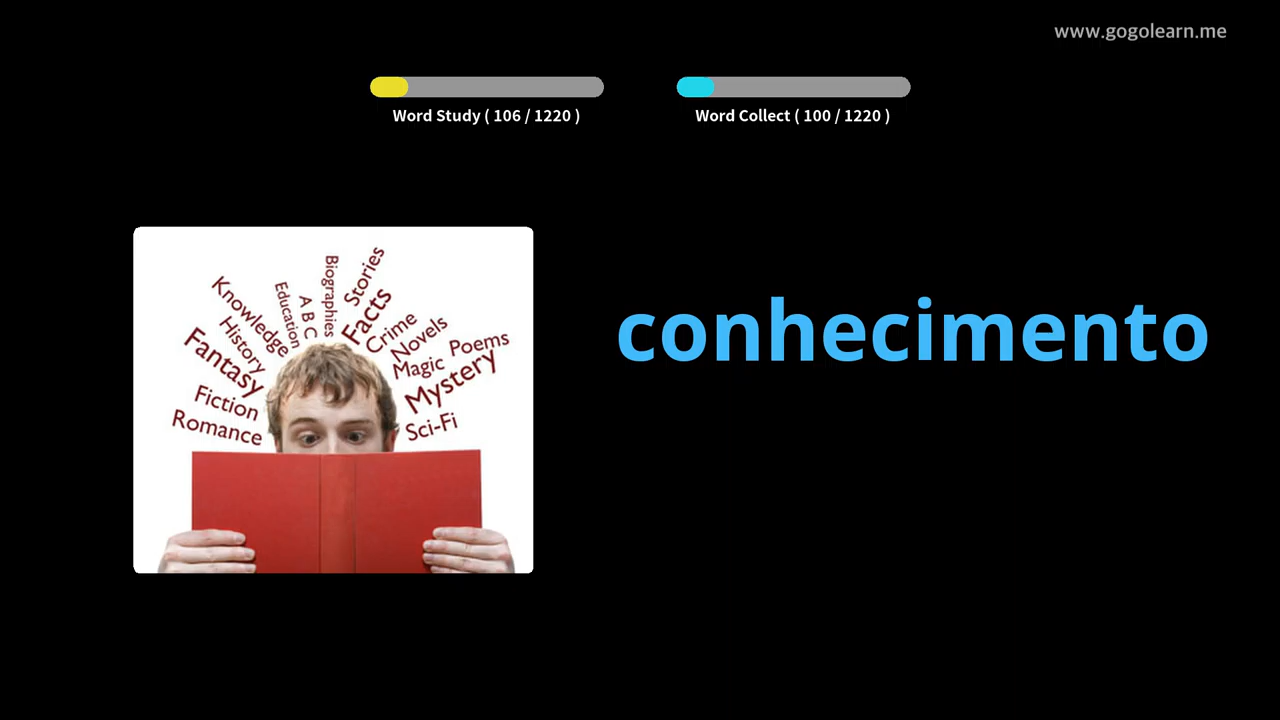 www.gogolearn.me
Word Study ( 106 / 1220 )
Word Collect ( 100 / 1220 )
conhecimento
Romance
Fiction
Fantasy
History
Knowledge
Education
A B C
Biographies
Stories
Facts
Crime
Novels
Magic
Poems
Mystery
Sci-Fi